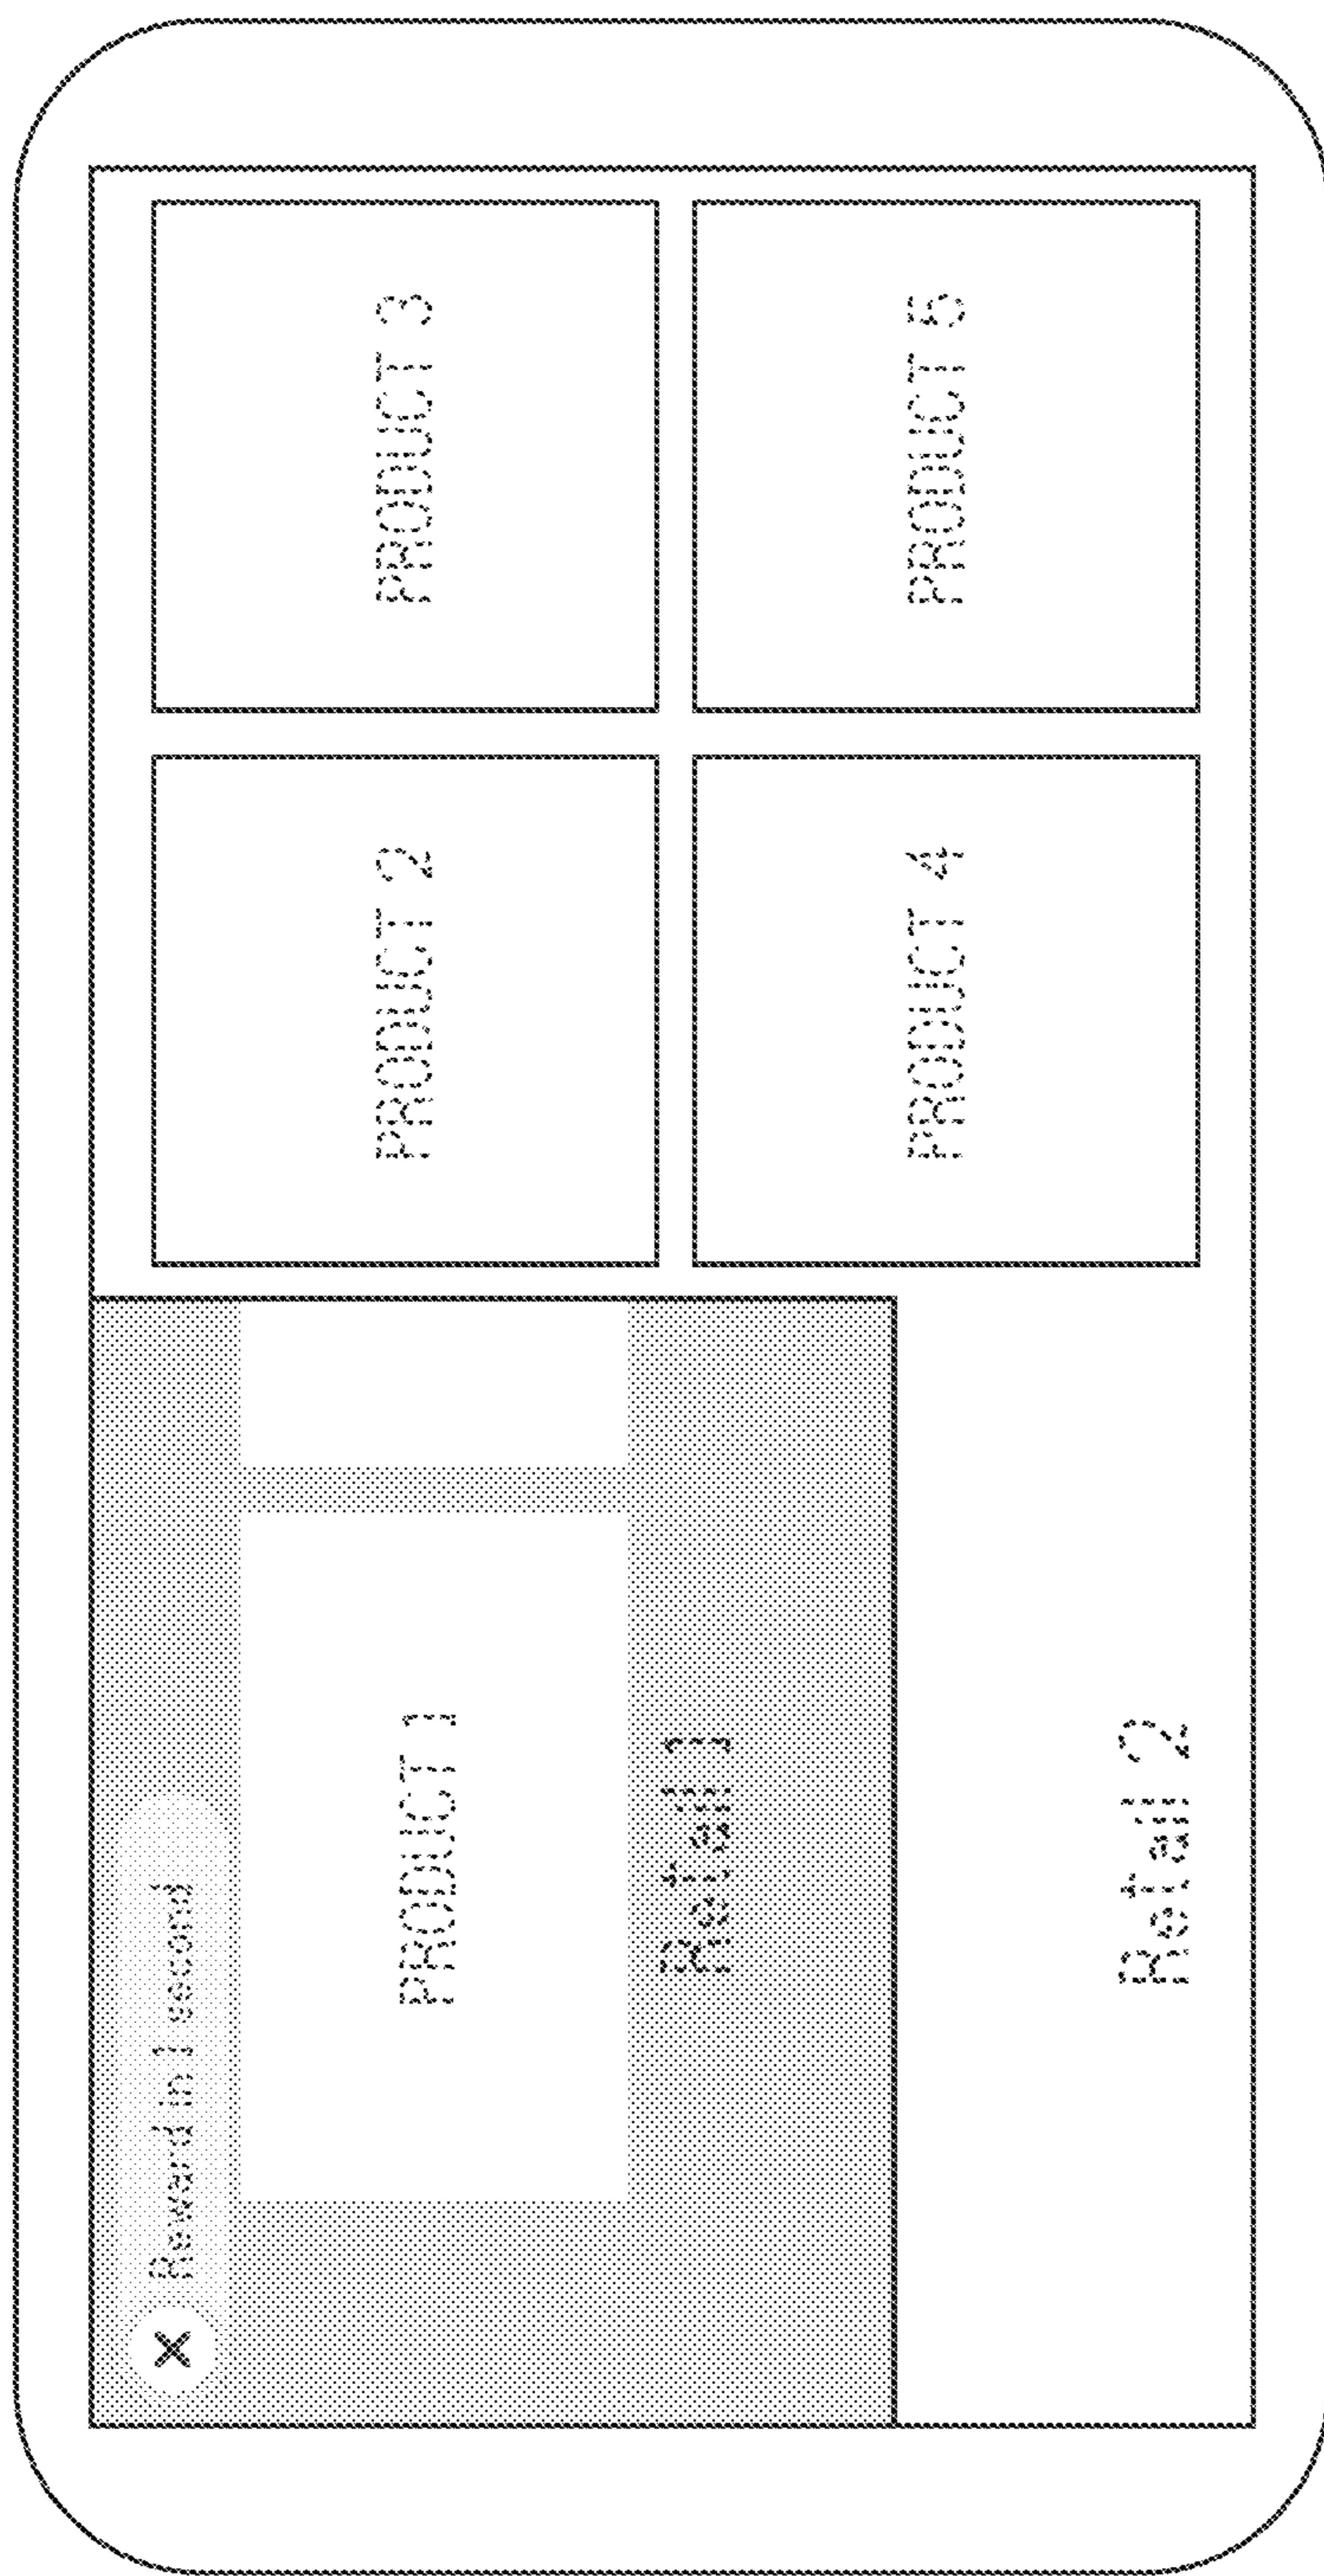 × Reward in 1 second
PRODUCT 1
Retail 1
Retail 2
PRODUCT 2
PRODUCT 3
PRODUCT 4
PRODUCT 5